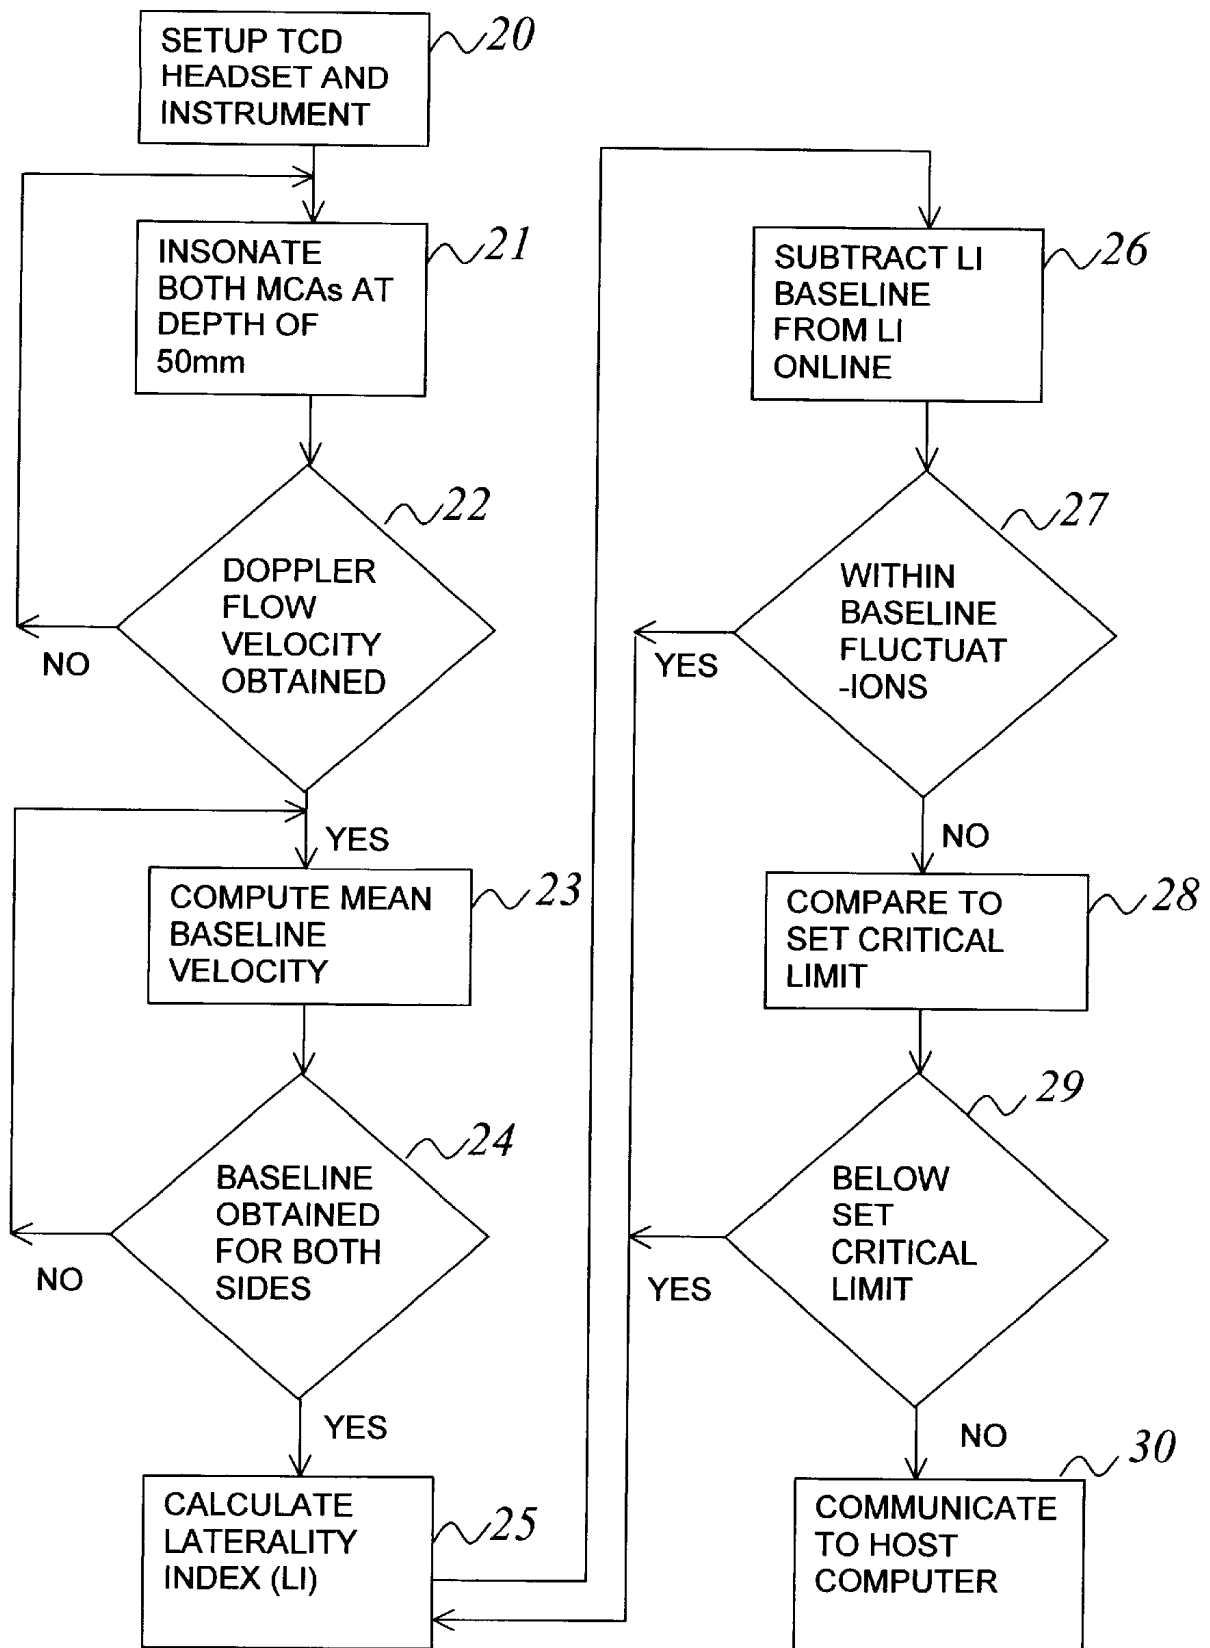 SETUP TCD
HEADSET AND
INSTRUMENT
20
INSONATE
BOTH MCAs AT
DEPTH OF
50mm
21
DOPPLER
FLOW
VELOCITY
OBTAINED
22
NO
YES
COMPUTE MEAN
BASELINE
VELOCITY
23
BASELINE
OBTAINED
FOR BOTH
SIDES
24
NO
YES
CALCULATE
LATERALITY
INDEX (LI)
25
SUBTRACT LI
BASELINE
FROM LI
ONLINE
26
WITHIN
BASELINE
FLUCTUAT
-IONS
27
YES
NO
COMPARE TO
SET CRITICAL
LIMIT
28
BELOW
SET
CRITICAL
LIMIT
29
YES
NO
COMMUNICATE
TO HOST
COMPUTER
30